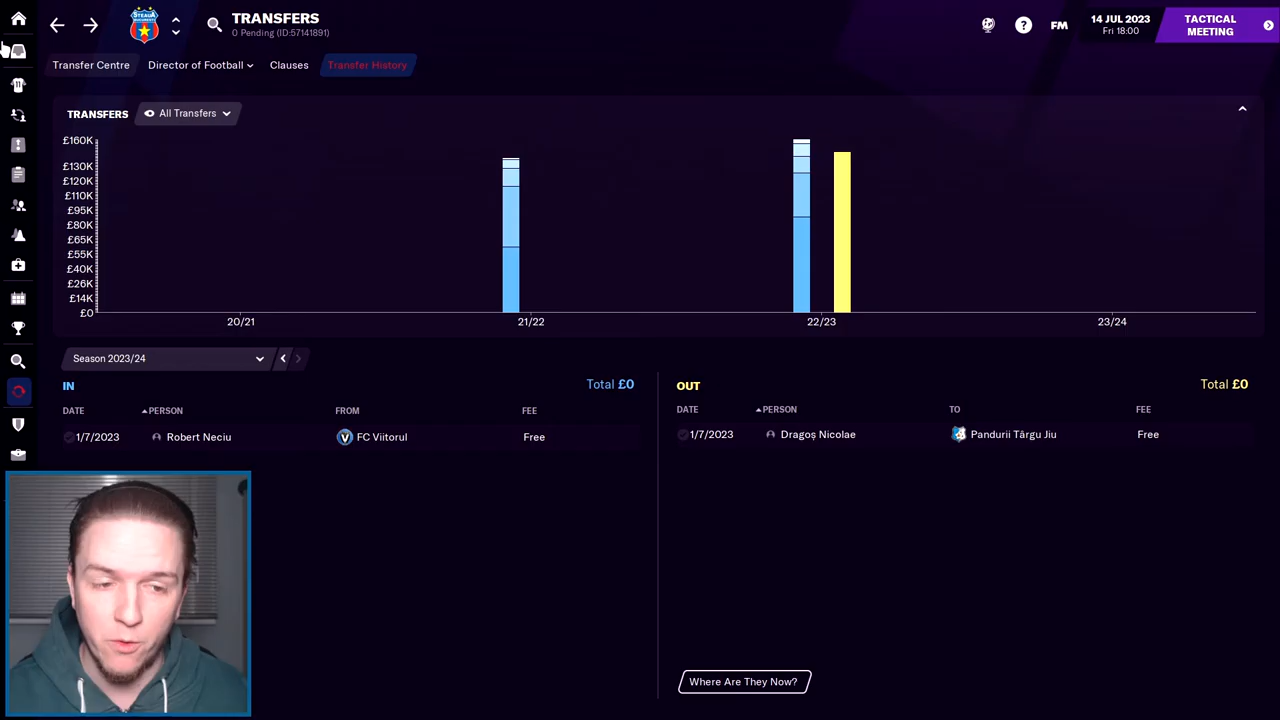 STEAUA
BUCURESTI
TRANSFERS
0 Pending (ID:57141891)
FM
14 JUL 2023
Fri 18:00
TACTICAL
MEETING
Transfer Centre
Director of Football
Clauses
Transfer History
TRANSFERS
All Transfers
£160K
£130K
£120K
£110K
£95K
£80K
£65K
£55K
£40K
£26K
£14K
£0
20/21
21/22
22/23
23/24
Season 2023/24
IN
Total £0
DATE PERSON FROM FEE
1/7/2023 Robert Neciu FC Viitorul Free
OUT
Total £0
DATE PERSON TO FEE
1/7/2023 Dragoș Nicolae Pandurii Târgu Jiu Free
Where Are They Now?